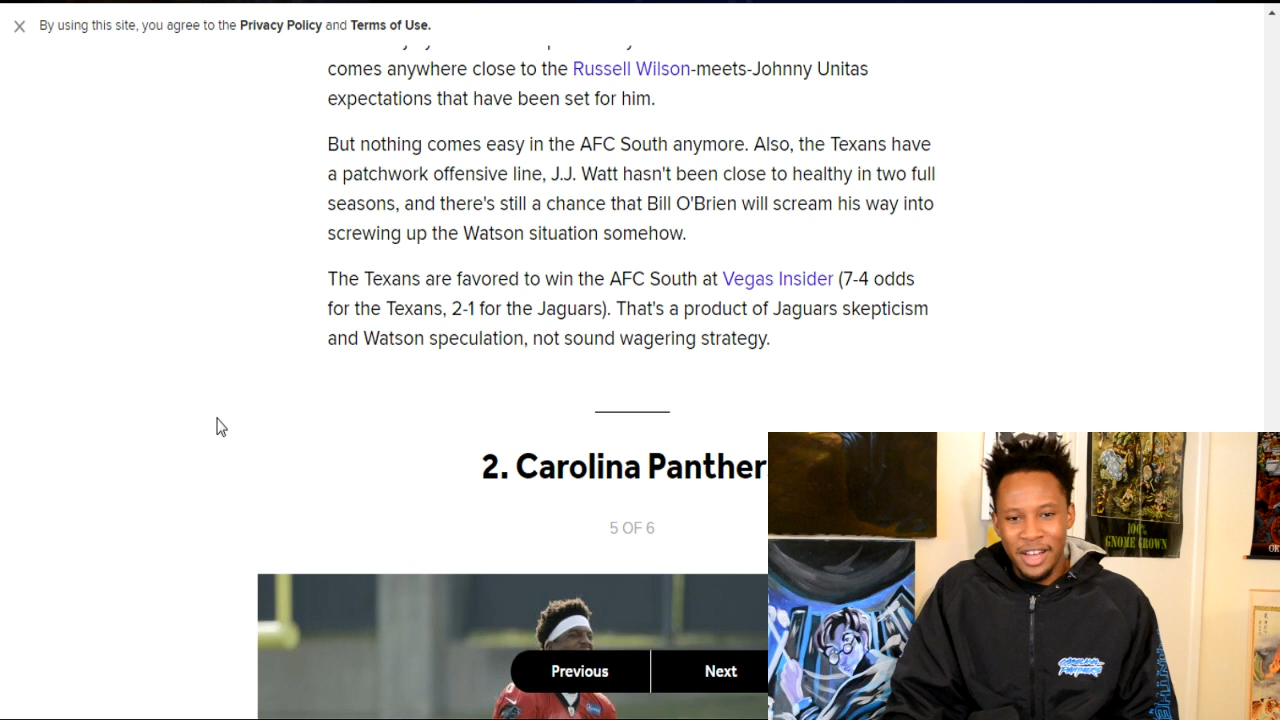 By using this site, you agree to the Privacy Policy and Terms of Use.
comes anywhere close to the Russell Wilson-meets-Johnny Unitas
expectations that have been set for him.
But nothing comes easy in the AFC South anymore. Also, the Texans have
a patchwork offensive line, J.J. Watt hasn't been close to healthy in two full
seasons, and there's still a chance that Bill O'Brien will scream his way into
screwing up the Watson situation somehow.
The Texans are favored to win the AFC South at Vegas Insider (7-4 odds
for the Texans, 2-1 for the Jaguars). That's a product of Jaguars skepticism
and Watson speculation, not sound wagering strategy.
2. Carolina Panther
5 OF 6
Previous
Next
100%
GNOME GROWN
CAROLINA
PANTHERS